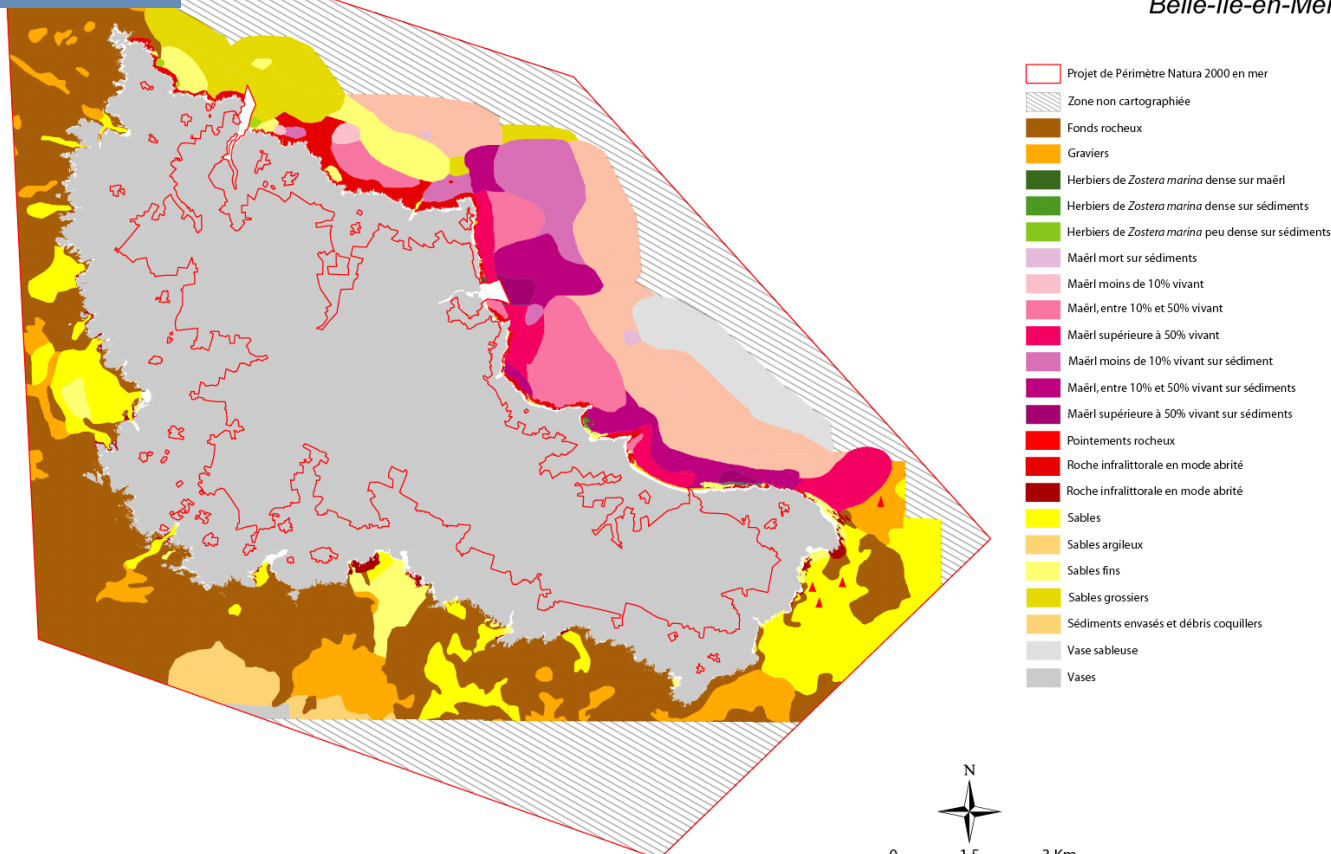 Belle-Ile-en-Mer
Projet de Périmètre Natura 2000 en mer
Zone non cartographiée
Fonds rocheux
Graviers
Herbiers de Zostera marina dense sur maërl
Herbiers de Zostera marina dense sur sédiments
Herbiers de Zostera marina peu dense sur sédiments
Maërl mort sur sédiments
Maërl moins de 10% vivant
Maërl, entre 10% et 50% vivant
Maërl supérieure à 50% vivant
Maërl moins de 10% vivant sur sédiment
Maërl, entre 10% et 50% vivant sur sédiments
Maërl supérieure à 50% vivant sur sédiments
Pointements rocheux
Roche infralittorale en mode abrité
Roche infralittorale en mode abrité
Sables
Sables argileux
Sables fins
Sables grossiers
Sédiments envasés et débris coquillers
Vase sableuse
Vases
N
0 1,5 3 Km